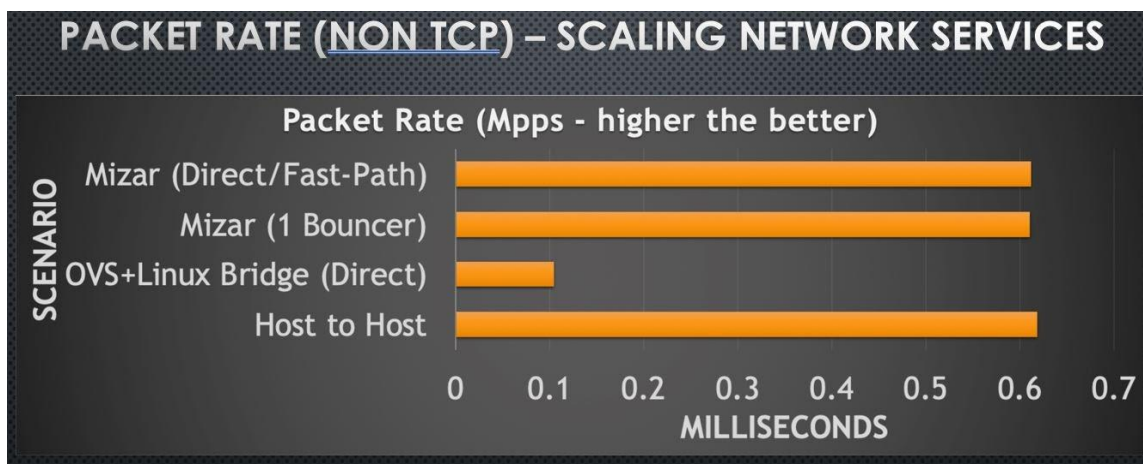 PACKET RATE (NON TCP) – SCALING NETWORK SERVICES
Packet Rate (Mpps - higher the better)
SCENARIO
Mizar (Direct/Fast-Path)
Mizar (1 Bouncer)
OVS+Linux Bridge (Direct)
Host to Host
0 0.1 0.2 0.3 0.4 0.5 0.6 0.7
MILLISECONDS